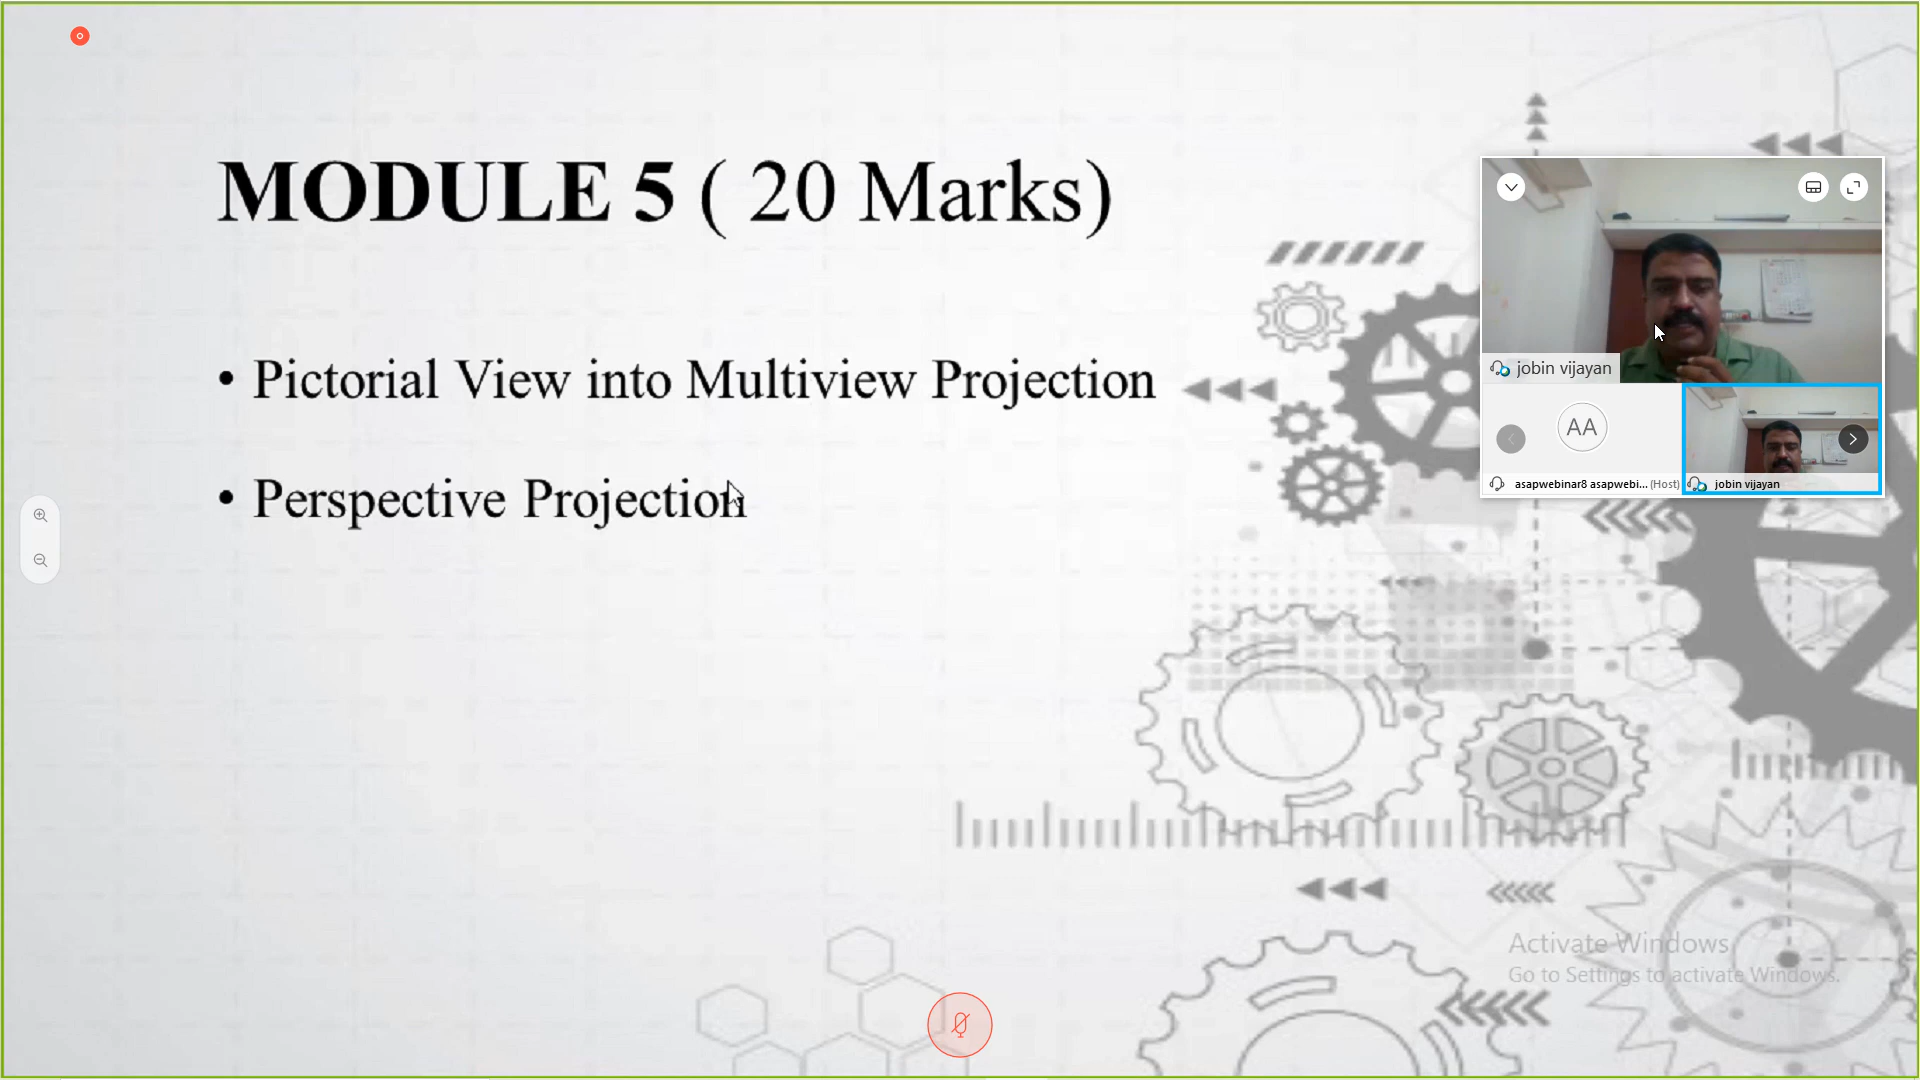 MODULE 5 ( 20 Marks)
• Pictorial View into Multiview Projection
• Perspective Projection
jobin vijayan
AA
asapwebinar8 asapwebi... (Host)
jobin vijayan
Activate Windows
Go to Settings to activate Windows.